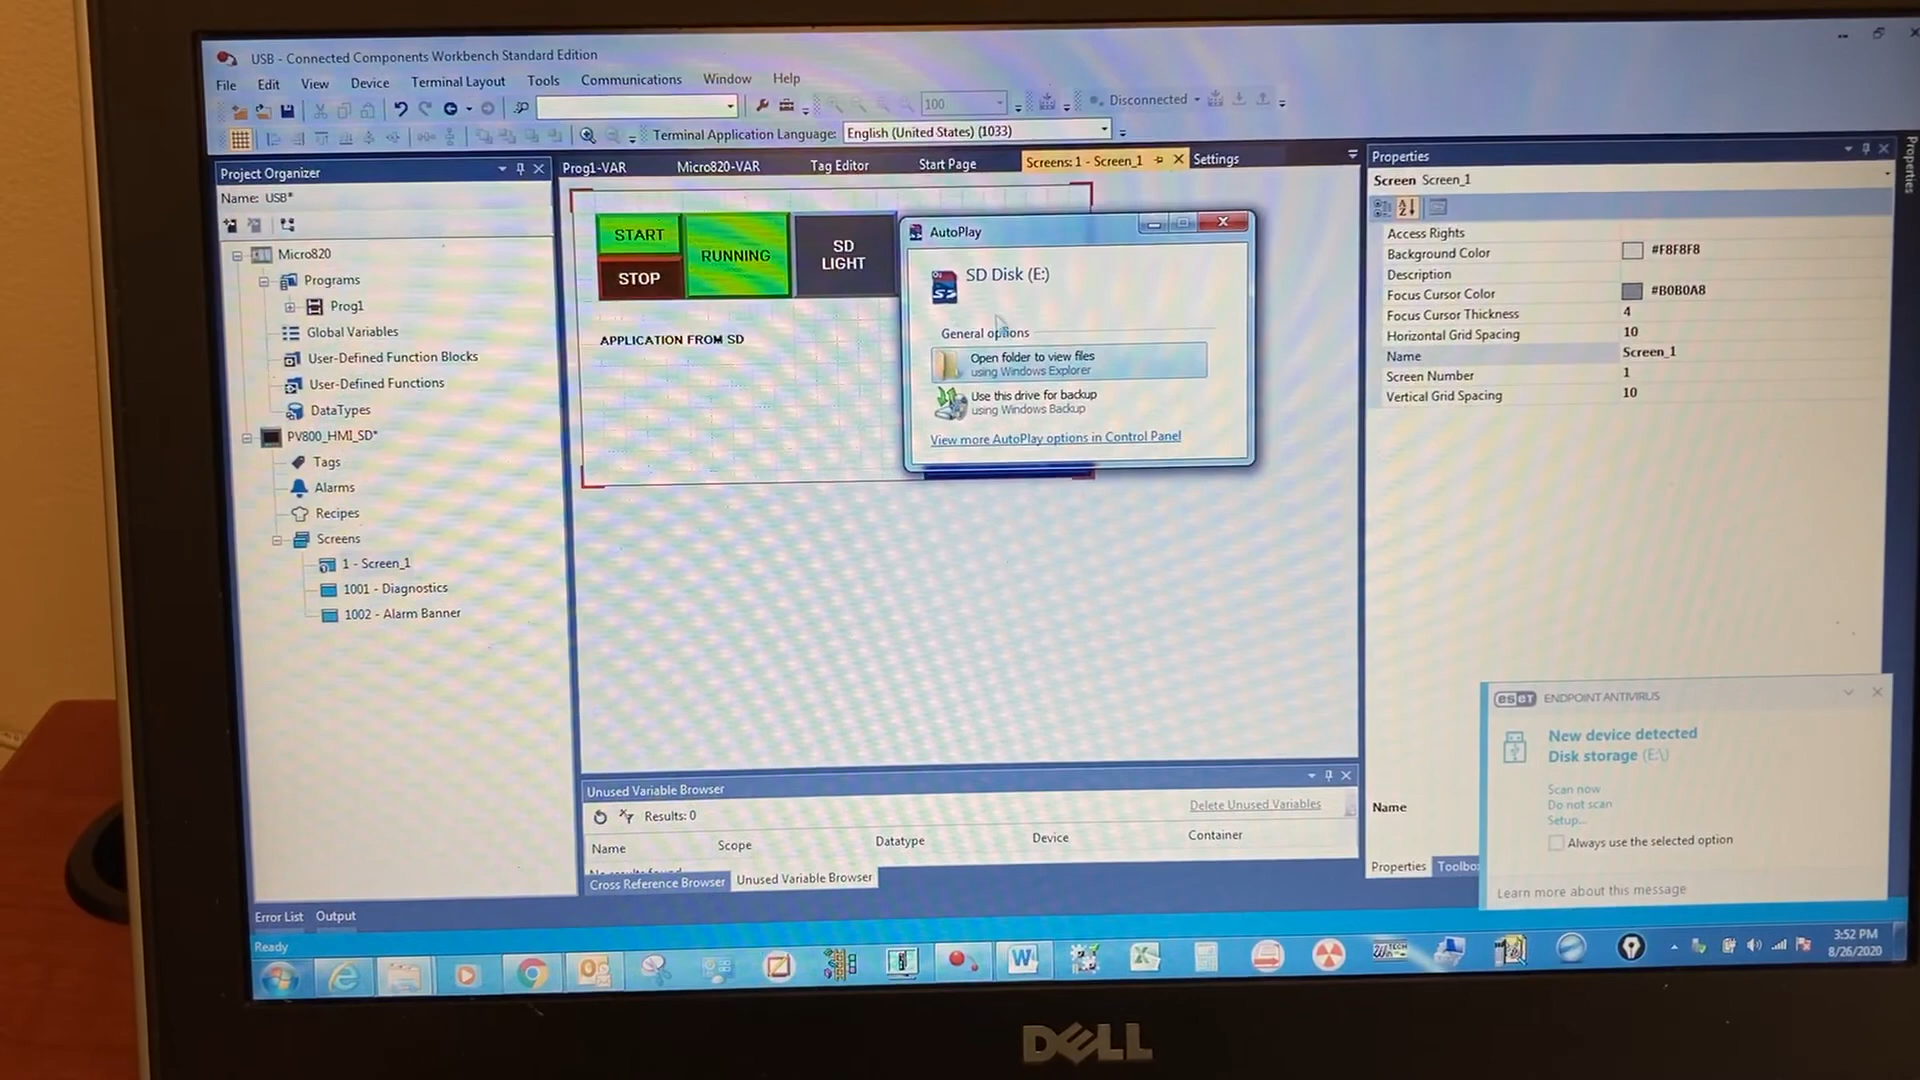 USB - Connected Components Workbench Standard Edition
File Edit View Device Terminal Layout Tools Communications Window Help
100
Disconnected
Terminal Application Language: English (United States) (1033)
Project Organizer
Name: USB*
Micro820
Programs
Prog1
Global Variables
User-Defined Function Blocks
User-Defined Functions
DataTypes
PV800_HMI_SD*
Tags
Alarms
Recipes
Screens
1 - Screen_1
1001 - Diagnostics
1002 - Alarm Banner
Prog1-VAR Micro820-VAR Tag Editor Start Page Screens: 1 - Screen_1 Settings
START
STOP
RUNNING
SD
LIGHT
APPLICATION FROM SD
AutoPlay
SD Disk (E:)
General options
Open folder to view files
using Windows Explorer
Use this drive for backup
using Windows Backup
View more AutoPlay options in Control Panel
Properties
Screen Screen_1
Access Rights
Background Color #F8F8F8
Description
Focus Cursor Color #B0B0A8
Focus Cursor Thickness 4
Horizontal Grid Spacing 10
Name Screen_1
Screen Number 1
Vertical Grid Spacing 10
Name
Properties Toolbo
Properties
Unused Variable Browser
Results: 0
Delete Unused Variables
Name Scope Datatype Device Container
Cross Reference Browser Unused Variable Browser
eset ENDPOINT ANTIVIRUS
New device detected
Disk storage (E:\)
Scan now
Do not scan
Setup...
Always use the selected option
Learn more about this message
Error List Output
Ready
3:52 PM
8/26/2020
DELL